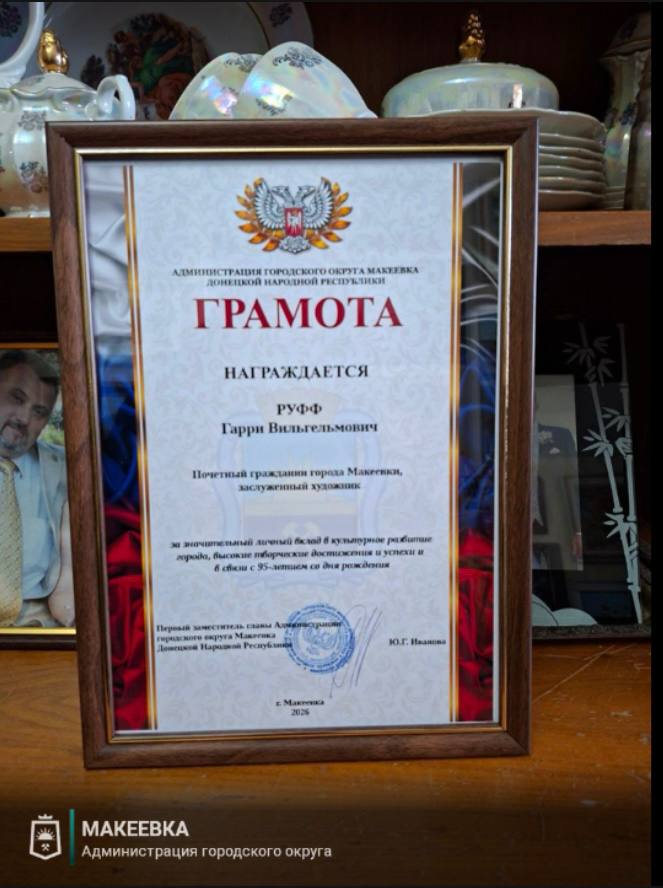 АДМИНИСТРАЦИЯ ГОРОДСКОГО ОКРУГА МАКЕЕВКА
ДОНЕЦКОЙ НАРОДНОЙ РЕСПУБЛИКИ
ГРАМОТА
НАГРАЖДАЕТСЯ
РУФФ
Гарри Вильгельмович
Почетный гражданин города Макеевки,
заслуженный художник
за значительный личный вклад в культурное развитие
города, высокие творческие достижения и успехи и
в связи с 95-летием со дня рождения
Первый заместитель главы Администрации
городского округа Макеевка
Донецкой Народной Республики
Ю.Г. Иванова
г. Макеевка
2026
МАКЕЕВКА
Администрация городского округа